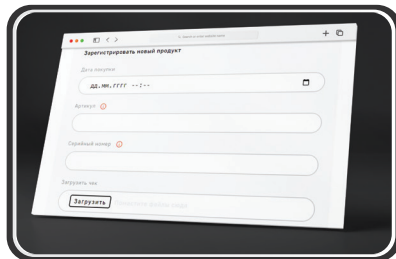 Зарегистрировать новый продукт
Дата покупки
ДД.ММ.ГГГГ --:--
Артикул
Серийный номер
Загрузить чек
Загрузить